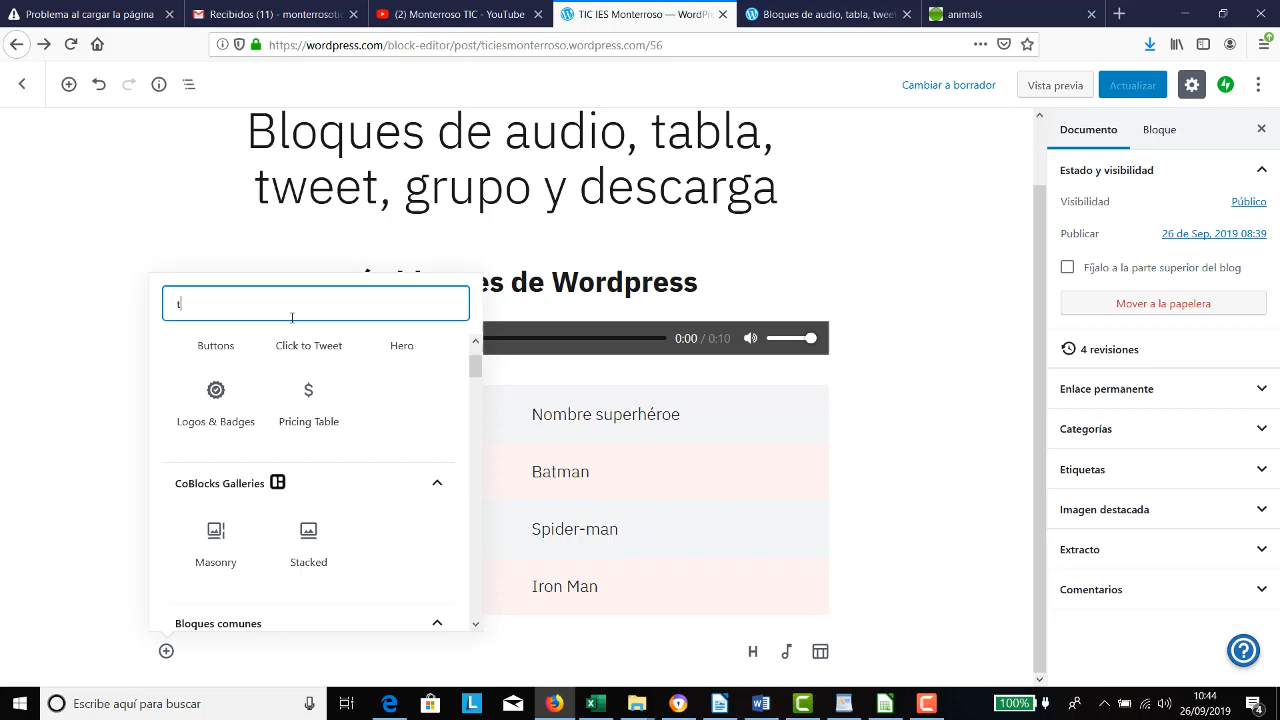 Problema al cargar la página
Recibidos (11) - monterrosotic
(2) Monterroso TIC - YouTube
TIC IES Monterroso — WordPr
Bloques de audio, tabla, tweet
animals
https://wordpress.com/block-editor/post/ticiesmonterroso.wordpress.com/56
Cambiar a borrador
Vista previa
Actualizar
Bloques de audio, tabla,
tweet, grupo y descarga
es de Wordpress
t
Buttons
Click to Tweet
Hero
Logos & Badges
Pricing Table
CoBlocks Galleries
Masonry
Stacked
Bloques comunes
0:00 / 0:10
Nombre superhéroe
Batman
Spider-man
Iron Man
H
Documento
Bloque
Estado y visibilidad
Visibilidad
Público
Publicar
26 de Sep, 2019 08:39
Fíjalo a la parte superior del blog
Mover a la papelera
4 revisiones
Enlace permanente
Categorías
Etiquetas
Imagen destacada
Extracto
Comentarios
Escribe aquí para buscar
100%
10:44
26/09/2019